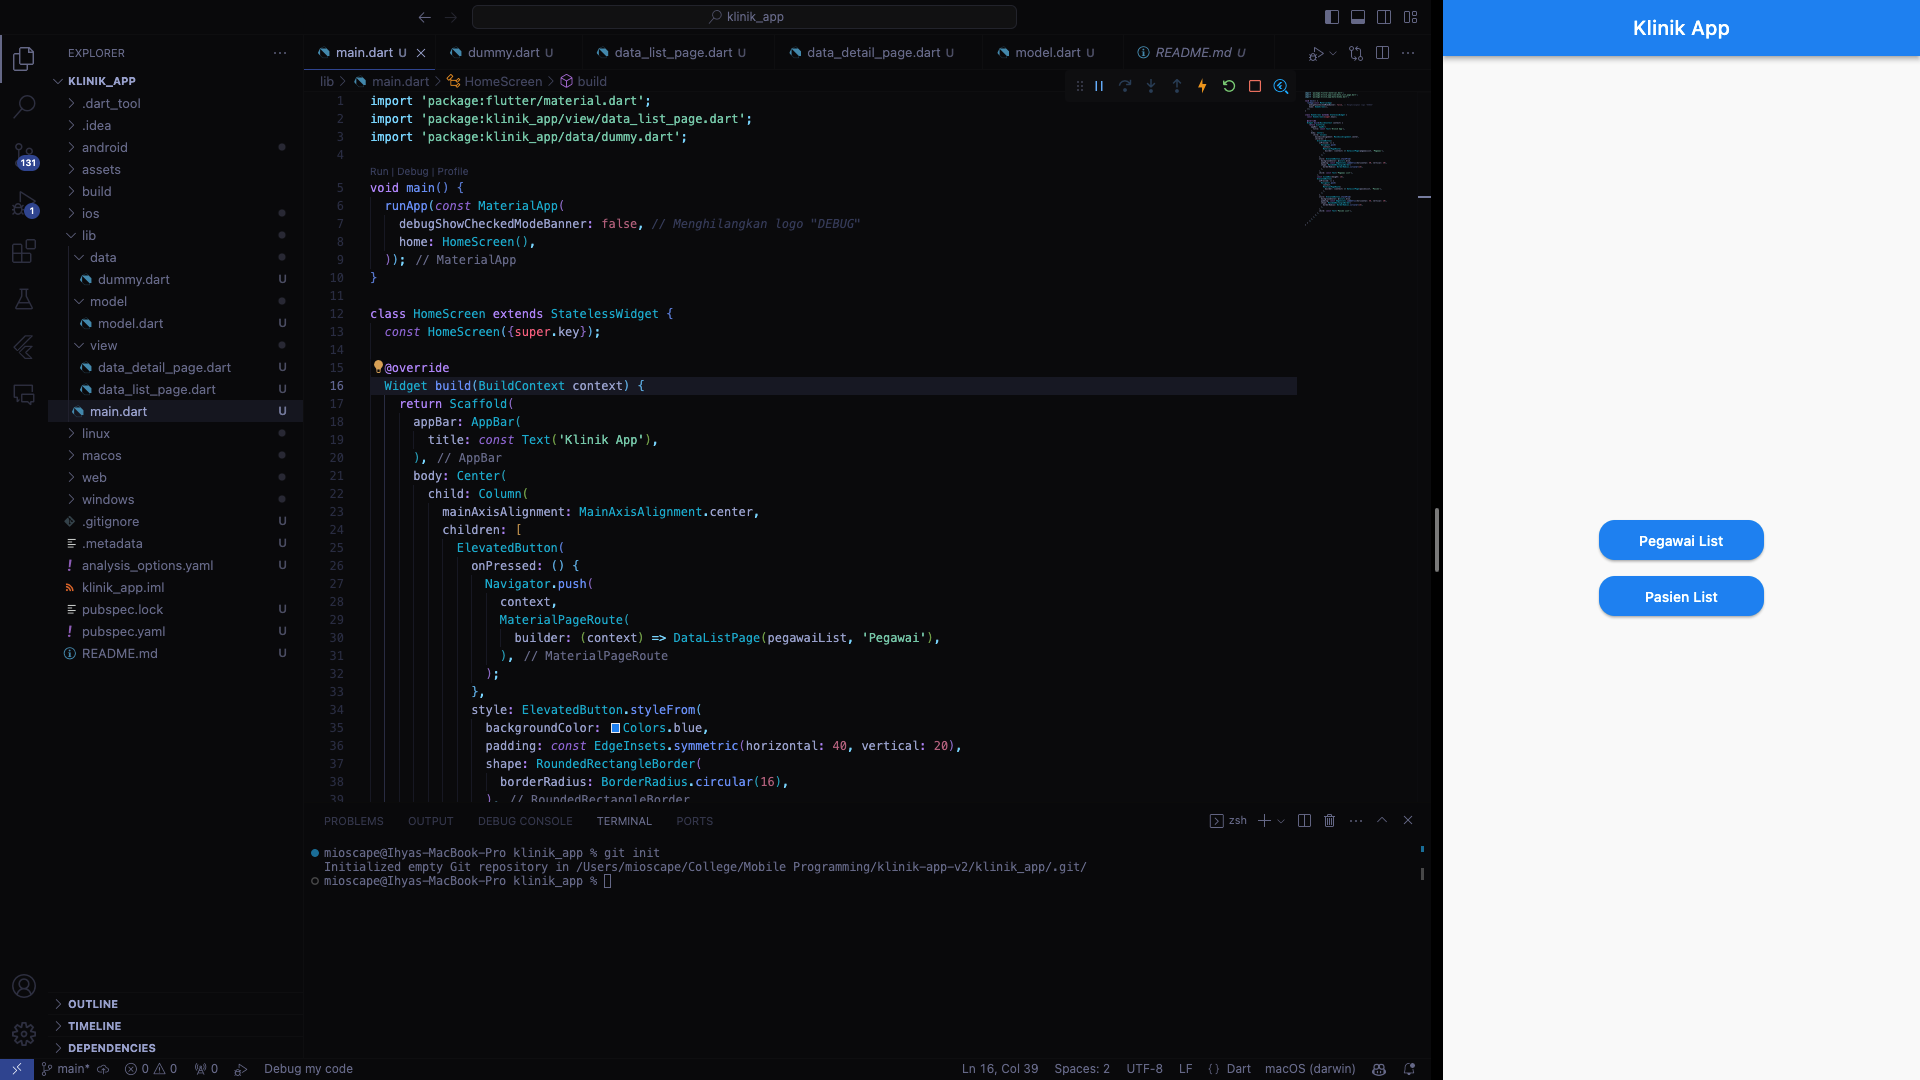 klinik_app
EXPLORER
KLINIK_APP
.dart_tool
.idea
android
assets
build
ios
lib
data
dummy.dart U
model
model.dart U
view
data_detail_page.dart U
data_list_page.dart U
main.dart U
linux
macos
web
windows
.gitignore U
.metadata U
analysis_options.yaml U
klinik_app.iml
pubspec.lock U
pubspec.yaml U
README.md U
131
1
OUTLINE
TIMELINE
DEPENDENCIES
main.dart U
dummy.dart U
data_list_page.dart U
data_detail_page.dart U
model.dart U
README.md U
lib > main.dart > HomeScreen > build
1 import 'package:flutter/material.dart';
2 import 'package:klinik_app/view/data_list_page.dart';
3 import 'package:klinik_app/data/dummy.dart';
4
Run | Debug | Profile
5 void main() {
6 runApp(const MaterialApp(
7 debugShowCheckedModeBanner: false, // Menghilangkan logo "DEBUG"
8 home: HomeScreen(),
9 )); // MaterialApp
10 }
11
12 class HomeScreen extends StatelessWidget {
13 const HomeScreen({super.key});
14
15 @override
16 Widget build(BuildContext context) {
17 return Scaffold(
18 appBar: AppBar(
19 title: const Text('Klinik App'),
20 ), // AppBar
21 body: Center(
22 child: Column(
23 mainAxisAlignment: MainAxisAlignment.center,
24 children: [
25 ElevatedButton(
26 onPressed: () {
27 Navigator.push(
28 context,
29 MaterialPageRoute(
30 builder: (context) => DataListPage(pegawaiList, 'Pegawai'),
31 ), // MaterialPageRoute
32 );
33 },
34 style: ElevatedButton.styleFrom(
35 backgroundColor: Colors.blue,
36 padding: const EdgeInsets.symmetric(horizontal: 40, vertical: 20),
37 shape: RoundedRectangleBorder(
38 borderRadius: BorderRadius.circular(16),
39 ), // RoundedRectangleBorder
PROBLEMS OUTPUT DEBUG CONSOLE TERMINAL PORTS
zsh
mioscape@Ihyas-MacBook-Pro klinik_app % git init
Initialized empty Git repository in /Users/mioscape/College/Mobile Programming/klinik-app-v2/klinik_app/.git/
mioscape@Ihyas-MacBook-Pro klinik_app %
main* 0 0 0 Debug my code
Ln 16, Col 39 Spaces: 2 UTF-8 LF {} Dart macOS (darwin)
Klinik App
Pegawai List
Pasien List